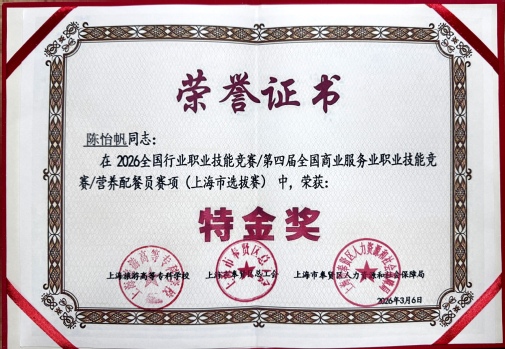 荣誉证书
陈怡帆同志：
在 2026全国行业职业技能竞赛/第四届全国商业服务业职业技能竞
赛/营养配餐员赛项（上海市选拔赛）中，荣获：
特金奖
上海旅游高等专科学校 上海市奉贤区总工会 上海市奉贤区人力资源和社会保障局
2026年3月6日